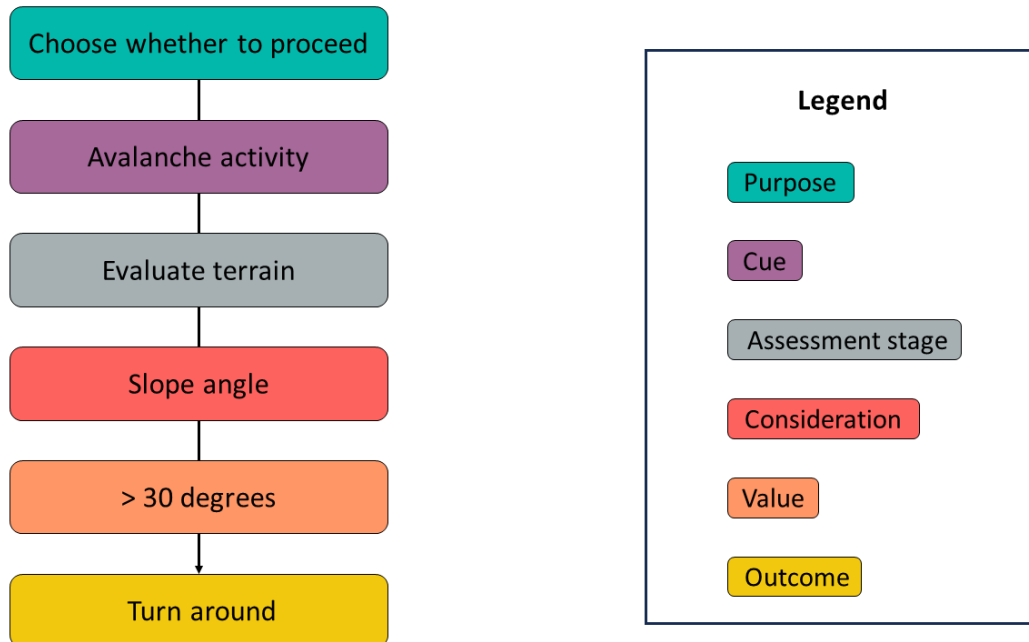 Choose whether to proceed
Avalanche activity
Evaluate terrain
Slope angle
> 30 degrees
Turn around
Legend
Purpose
Cue
Assessment stage
Consideration
Value
Outcome